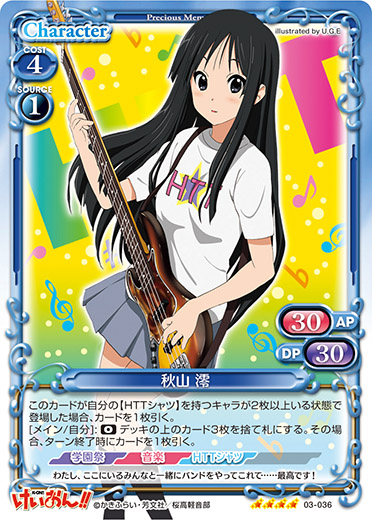 Precious Mem
Character
illustrated by U.G.E
COST
4
SOURCE
1
HTT
30 AP
DP 30
秋山 澪
このカードが自分の【HTTシャツ】を持つキャラが2枚以上いる状態で
登場した場合、カードを1枚引く。
[メイン/自分]: デッキの上のカード3枚を捨て札にする。その場
合、ターン終了時にカードを1枚引く。
学園祭 音楽 HTTシャツ
わたし、ここにいるみんなと一緒にバンドをやってこれて……最高です!
けいおん!!
©かきふらい・芳文社/桜高軽音部
03-036